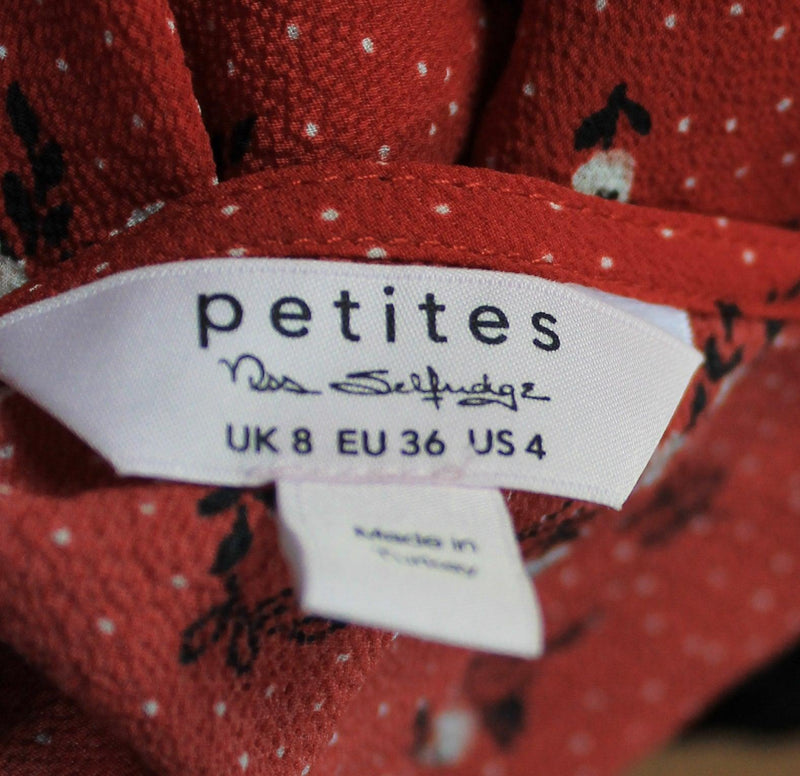 petites
Miss Selfridge
UK 8 EU 36 US 4
Made in
Turkey